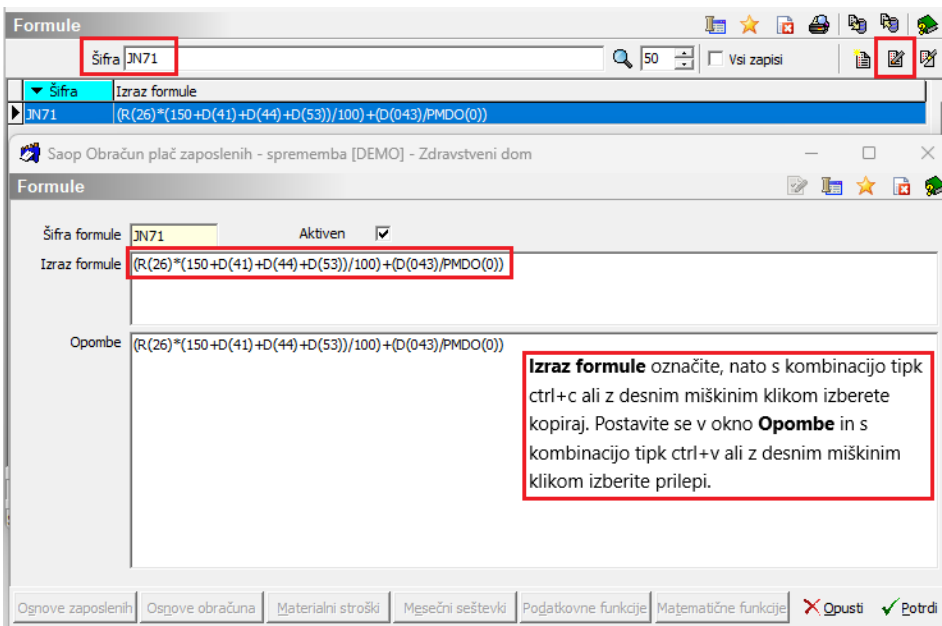 Formule
Šifra JN71 50 Vsi zapisi
Šifra Izraz formule
JN71 (R(26)*(150+D(41)+D(44)+D(53))/100)+(D(043)/PMDO(0))
Saop Obračun plač zaposlenih - sprememba [DEMO] - Zdravstveni dom
Formule
Šifra formule JN71 Aktiven
Izraz formule (R(26)*(150+D(41)+D(44)+D(53))/100)+(D(043)/PMDO(0))
Opombe (R(26)*(150+D(41)+D(44)+D(53))/100)+(D(043)/PMDO(0))
Izraz formule označite, nato s kombinacijo tipk
ctrl+c ali z desnim miškinim klikom izberete
kopiraj. Postavite se v okno Opombe in s
kombinacijo tipk ctrl+v ali z desnim miškinim
klikom izberite prilepi.
Osnove zaposlenih Osnove obračuna Materialni stroški Mesečni seštevki Podatkovne funkcije Matematične funkcije Opusti Potrdi